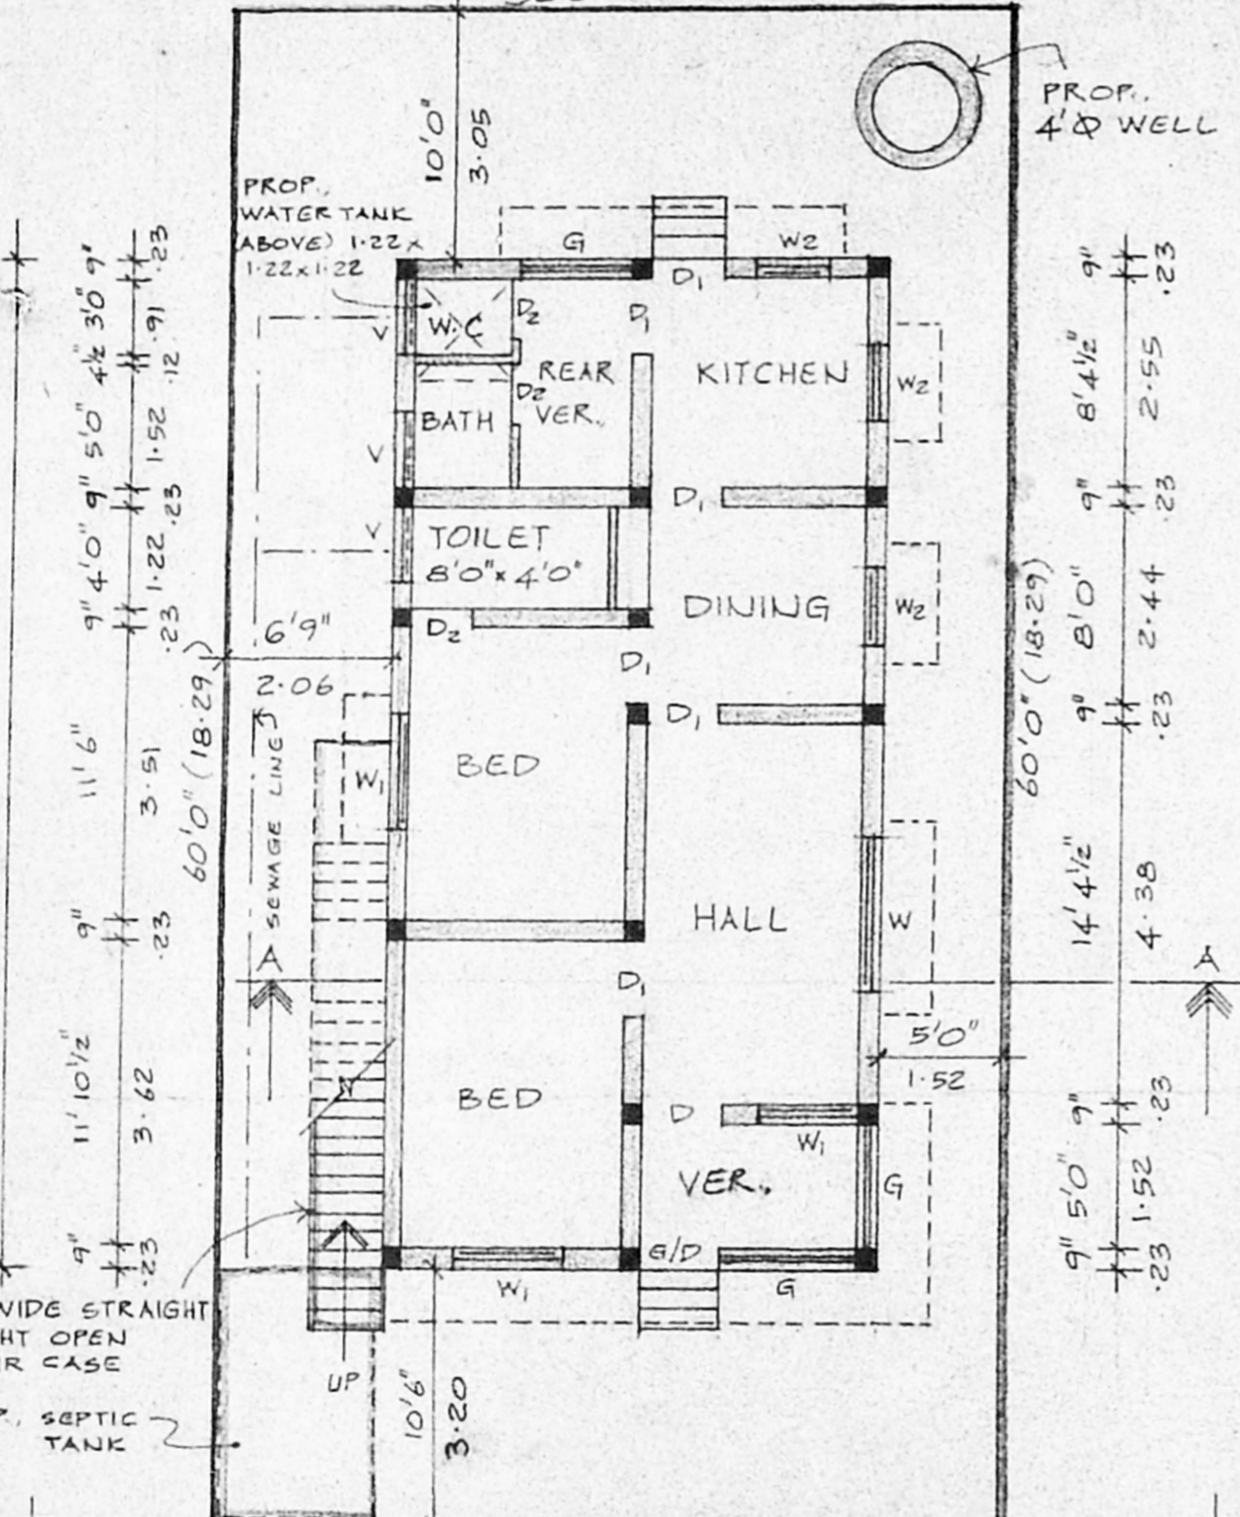 PROP.,
4'Ø WELL
10'0"
3.05
PROP.,
WATER TANK
(ABOVE) 1.22 x
1.22x1.22
G
W2
D1
W.C
D2
D1
V
REAR
VER.,
D2
BATH
V
KITCHEN
W2
D1
TOILET
8'0" x 4'0"
V
D2
DINING
W2
D1
D1
6'9"
2.06
SEWAGE LINE
BED
W1
HALL
W
A
A
D1
5'0"
1.52
BED
D
W1
VER.,
G
G/D
W1
G
UP
WIDE STRAIGHT
HT OPEN
R CASE
SEPTIC
TANK
10'6"
3.20
9" 3'0" 4½ 5'0" 9" 4'0" 9"
.23 .91 .12 1.52 .23 1.22 .23
11'6"
3.51
9"
.23
11'10½"
3.62
9"
.23
60'0" (18.29)
60'0" (18.29)
9"
.23
8'4½"
2.55
9"
.23
8'0"
2.44
9"
.23
14'4½"
4.38
9"
.23
5'0"
1.52
9"
.23